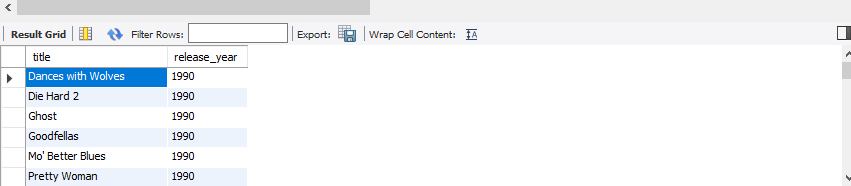 Result Grid Filter Rows: Export: Wrap Cell Content:
title release_year
Dances with Wolves 1990
Die Hard 2 1990
Ghost 1990
Goodfellas 1990
Mo' Better Blues 1990
Pretty Woman 1990